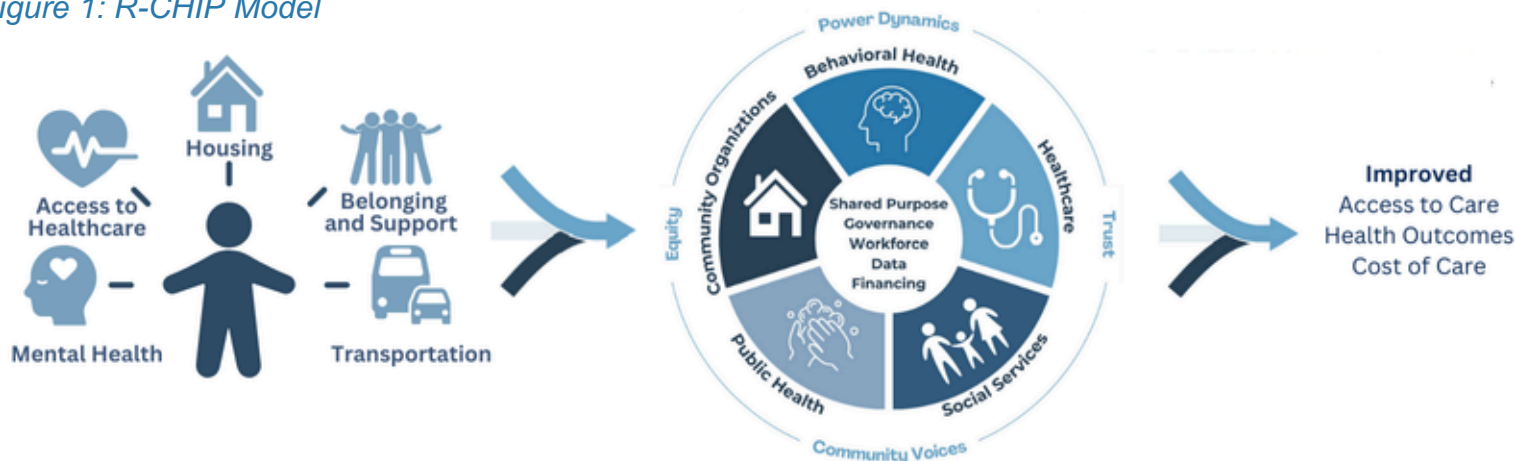 igure 1: R-CHIP Model
Housing
Access to
Healthcare
Belonging
and Support
Mental Health
Transportation
Power Dynamics
Behavioral Health
Community Organiztions
Healthcare
Equity
Trust
Shared Purpose
Governance
Workforce
Data
Financing
Public Health
Social Services
Community Voices
Improved
Access to Care
Health Outcomes
Cost of Care